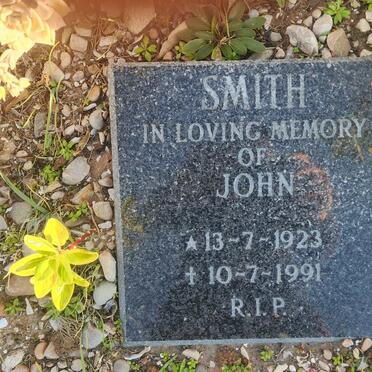 SMITH
IN LOVING MEMORY
OF
JOHN
★ 13-7-1923
✝ 10-7-1991
R.I.P.